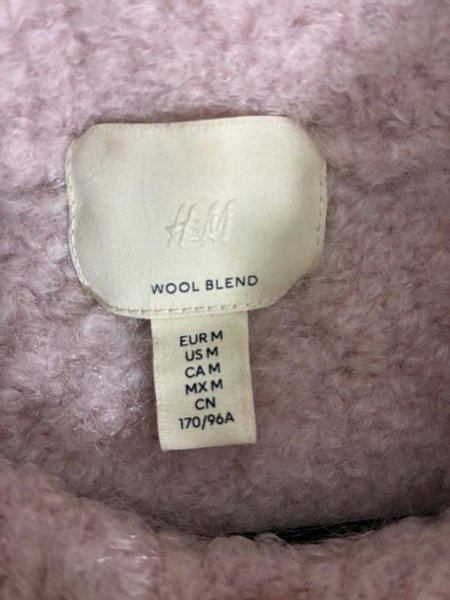 H&M
WOOL BLEND
EUR M
US M
CA M
MX M
CN
170/96A